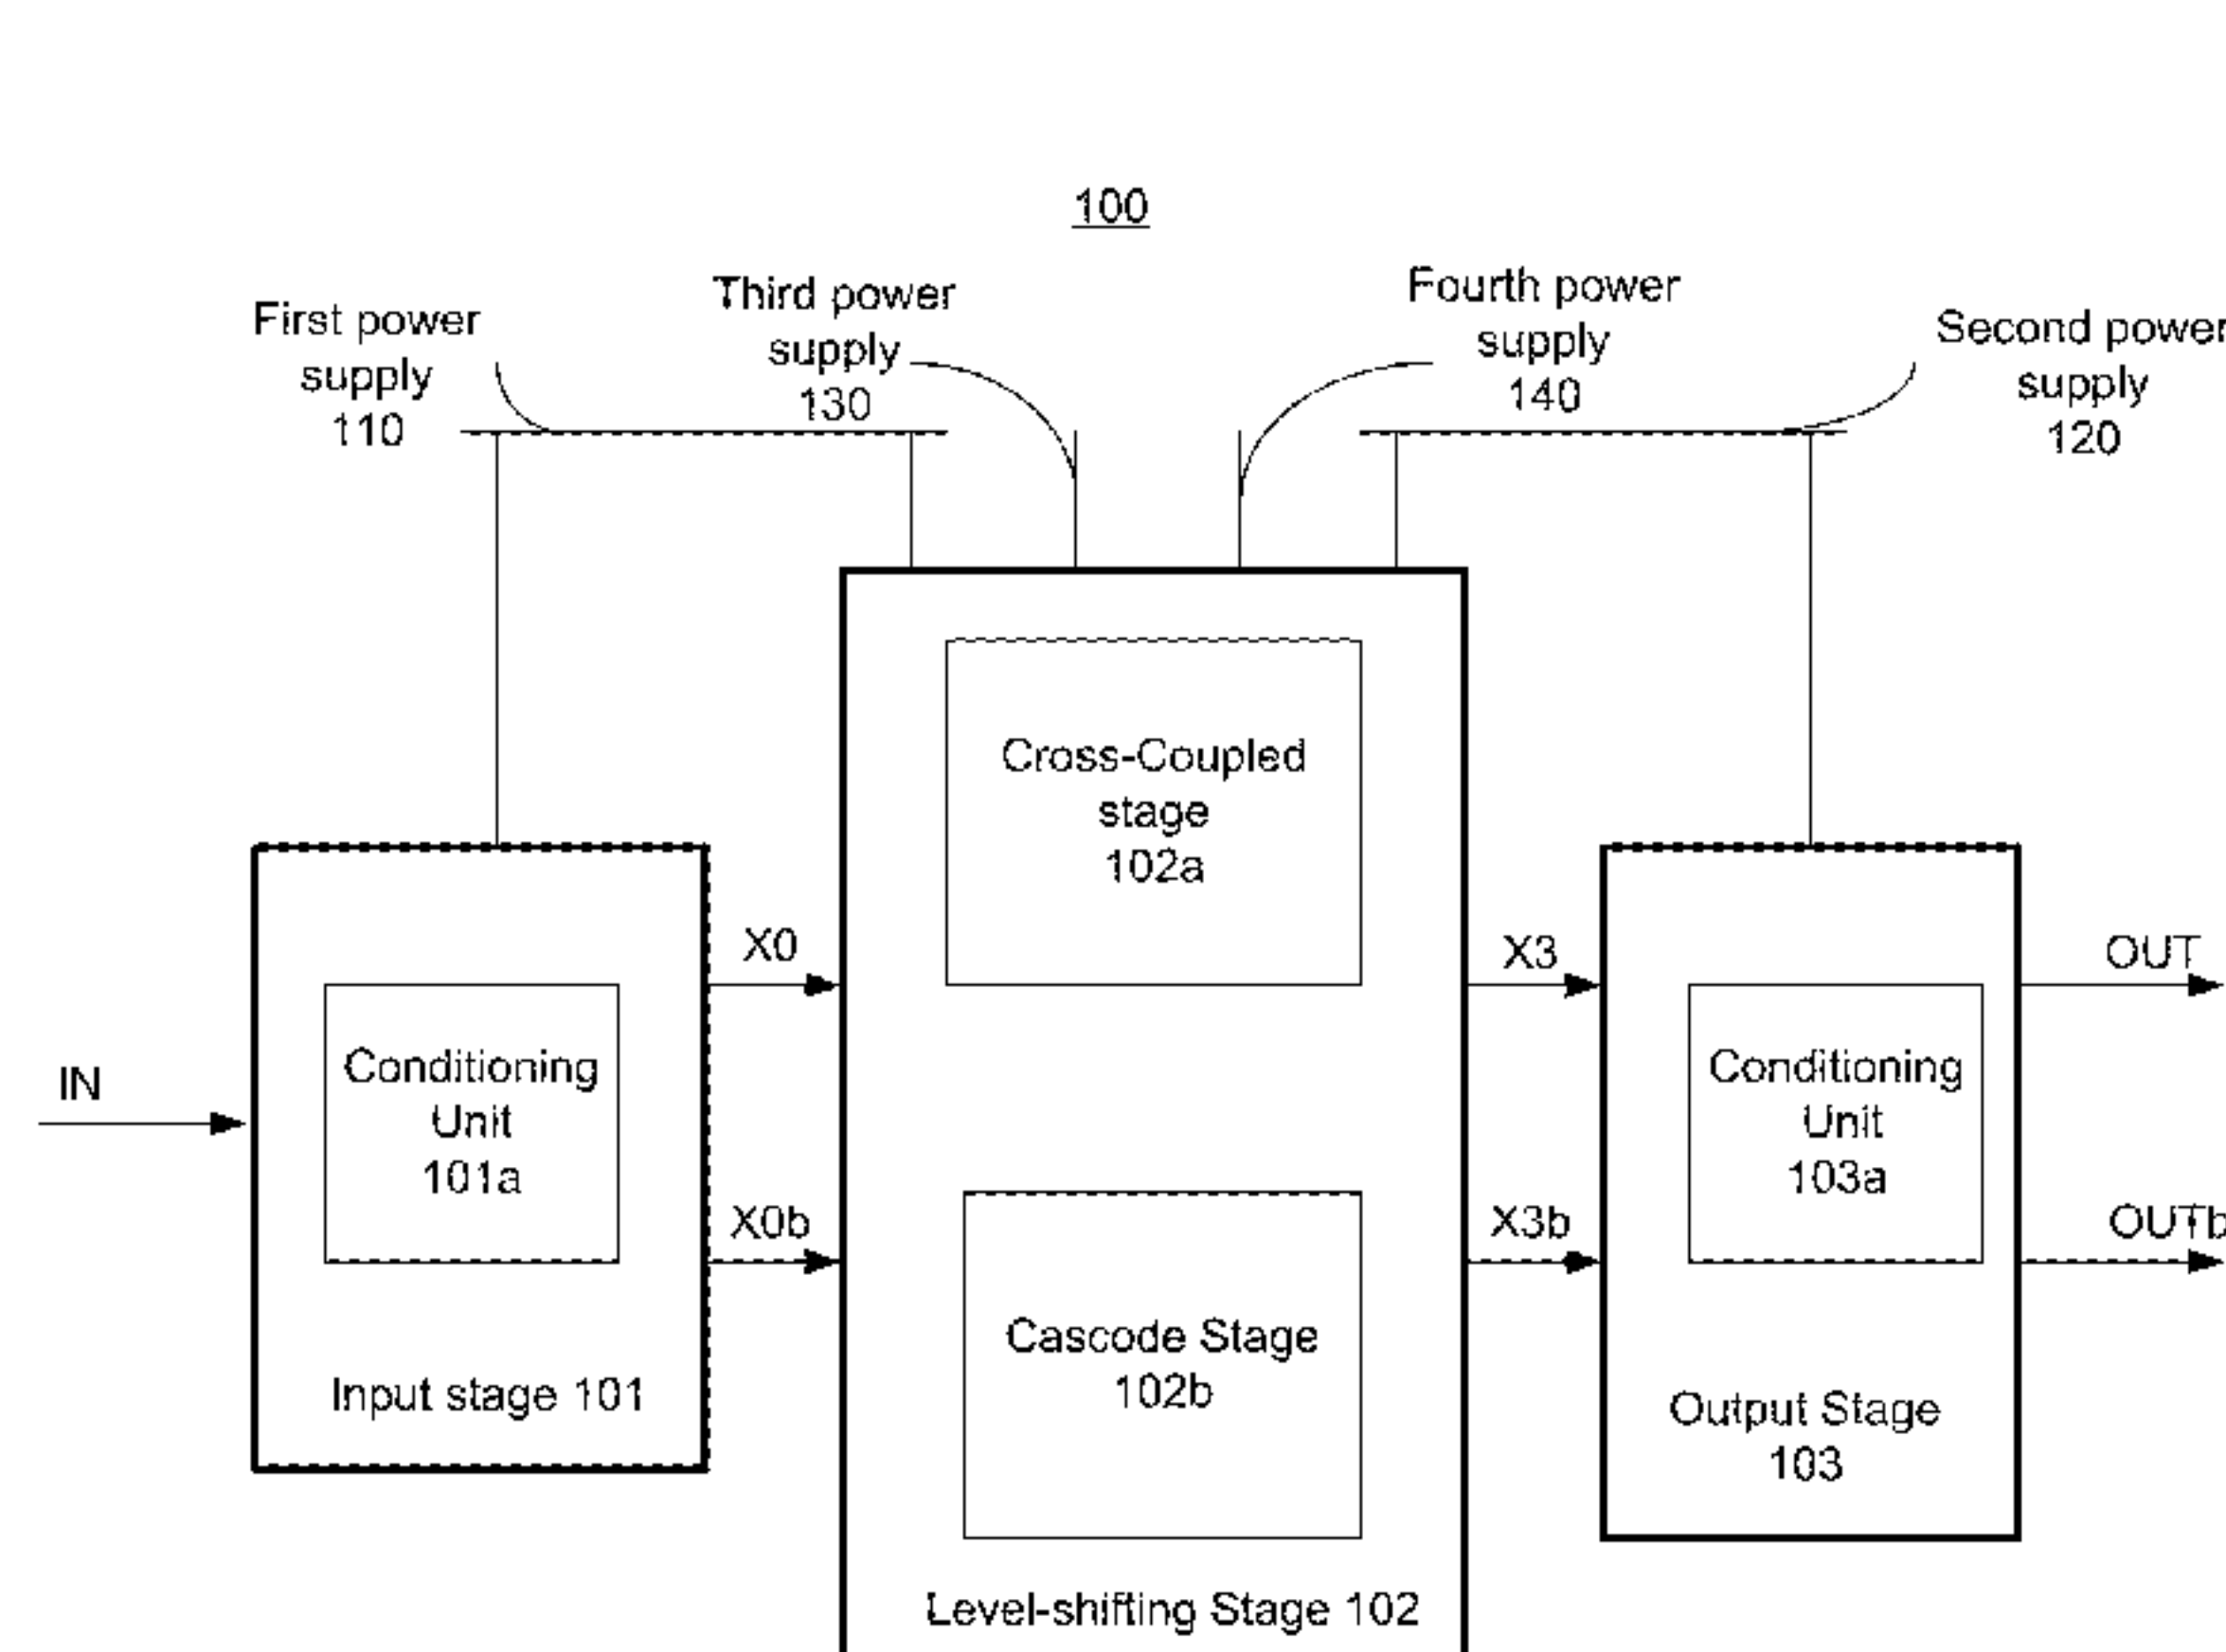 100
First power
supply
110
Third power
supply
130
Fourth power
supply
140
Second power
supply
120
Cross-Coupled
stage
102a
X0
X3
OUT
IN
Conditioning
Unit
101a
Conditioning
Unit
103a
X0b
X3b
OUTb
Cascode Stage
102b
Input stage 101
Output Stage
103
Level-shifting Stage 102